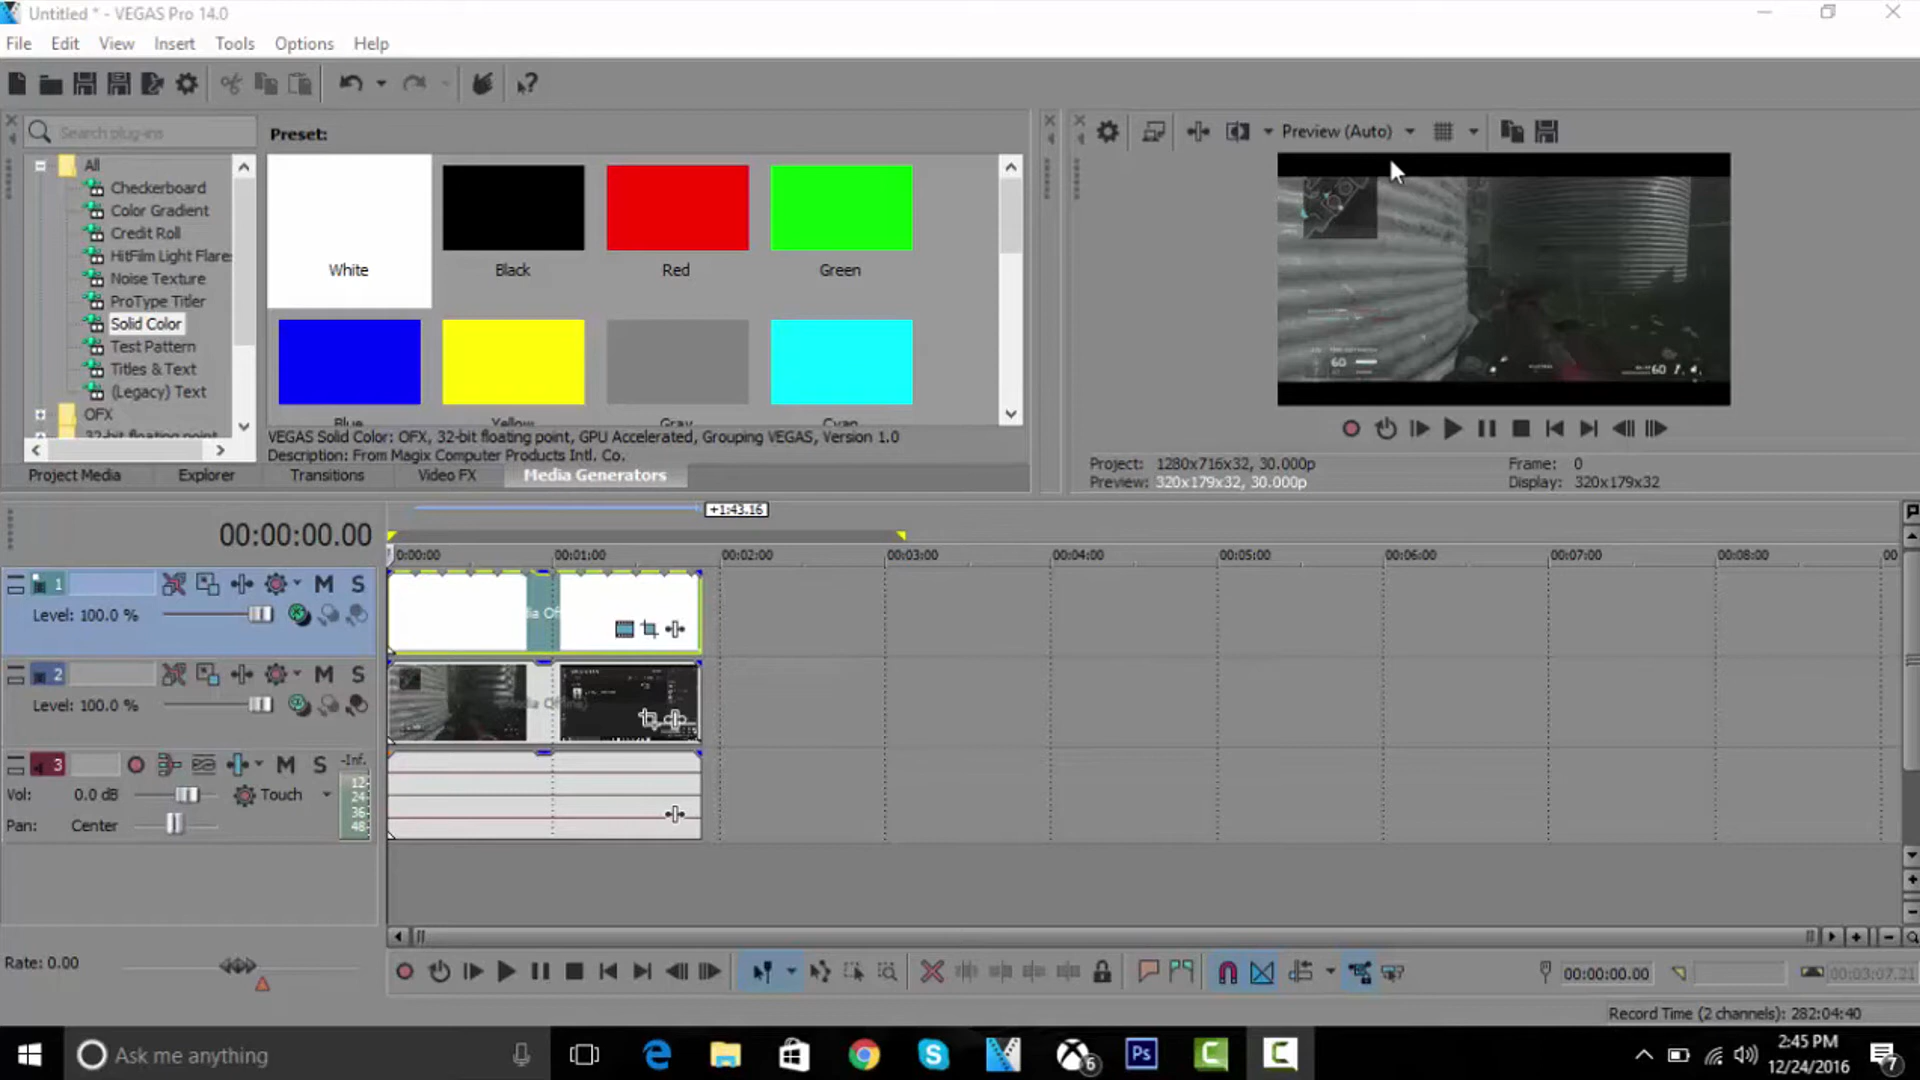 Untitled * - VEGAS Pro 14.0
File Edit View Insert Tools Options Help
Search plug-ins
Preset:
Preview (Auto)
All
Checkerboard
Color Gradient
Credit Roll
HitFilm Light Flare
Noise Texture
ProType Titler
Solid Color
Test Pattern
Titles & Text
(Legacy) Text
OFX
32-bit floating point
White Black Red Green
Blue Yellow Gray Cyan
VEGAS Solid Color: OFX, 32-bit floating point, GPU Accelerated, Grouping VEGAS, Version 1.0
Description: From Magix Computer Products Intl. Co.
Project Media Explorer Transitions Video FX Media Generators
60
60
Project: 1280x716x32, 30.000p Frame: 0
Preview: 320x179x32, 30.000p Display: 320x179x32
+1:43.16
00:00:00.00
0:00:00 00:01:00 00:02:00 00:03:00 00:04:00 00:05:00 00:06:00 00:07:00 00:08:00 00
1 M S
Level: 100.0 %
2 M S
Level: 100.0 %
3 M S -Inf.
Vol: 0.0 dB Touch
Pan: Center
12
24
36
48
Rate: 0.00
00:00:00.00 00:03:07.21
Record Time (2 channels): 282:04:40
Ask me anything
6
Ps
2:45 PM
12/24/2016
7